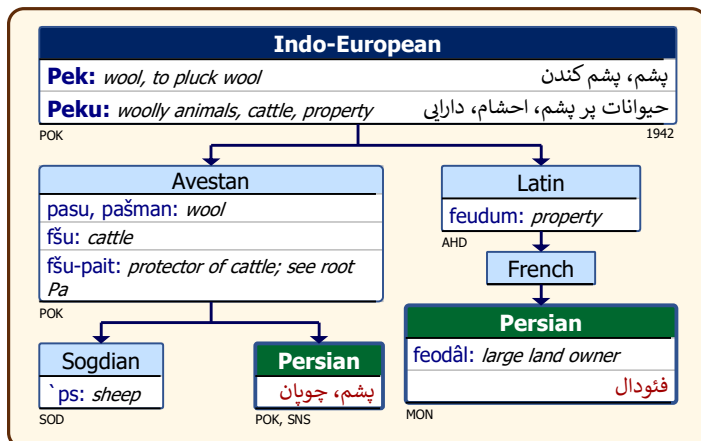 Indo-European
Pek: wool, to pluck wool پشم، پشم کندن
Peku: woolly animals, cattle, property حیوانات پر پشم، احشام، دارایی
POK 1942
Avestan
pasu, pašman: wool
fšu: cattle
fšu-pait: protector of cattle; see root
Pa
POK
Latin
feudum: property
AHD
French
Persian
feodâl: large land owner
فئودال
MON
Sogdian
`ps: sheep
SOD
Persian
پشم، چوپان
POK, SNS